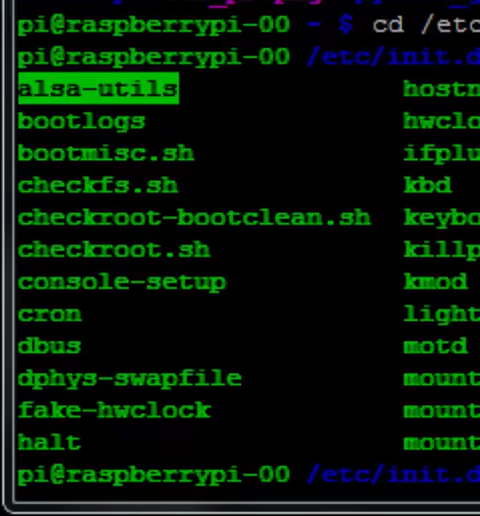 pi@raspberrypi-00 ~ $ cd /etc
pi@raspberrypi-00 /etc/init.d
alsa-utils hostn
bootlogs hwclo
bootmisc.sh ifplu
checkfs.sh kbd
checkroot-bootclean.sh keybo
checkroot.sh killp
console-setup kmod
cron light
dbus motd
dphys-swapfile mount
fake-hwclock mount
halt mount
pi@raspberrypi-00 /etc/init.d